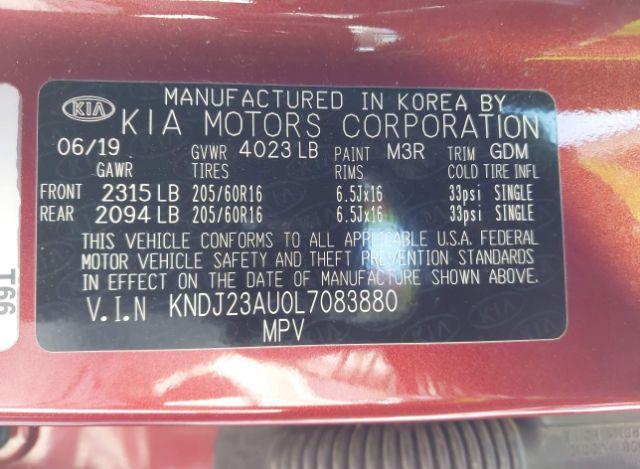 KIA
MANUFACTURED IN KOREA BY
KIA MOTORS CORPORATION
06/19 GVWR 4023 LB PAINT M3R TRIM GDM
GAWR TIRES RIMS COLD TIRE INFL
FRONT 2315 LB 205/60R16 6.5Jx16 33psi SINGLE
REAR 2094 LB 205/60R16 6.5Jx16 33psi SINGLE
THIS VEHICLE CONFORMS TO ALL APPLICABLE U.S.A. FEDERAL
MOTOR VEHICLE SAFETY AND THEFT PREVENTION STANDARDS
IN EFFECT ON THE DATE OF MANUFACTURE SHOWN ABOVE.
V.I.N KNDJ23AU0L7083880
MPV
T66